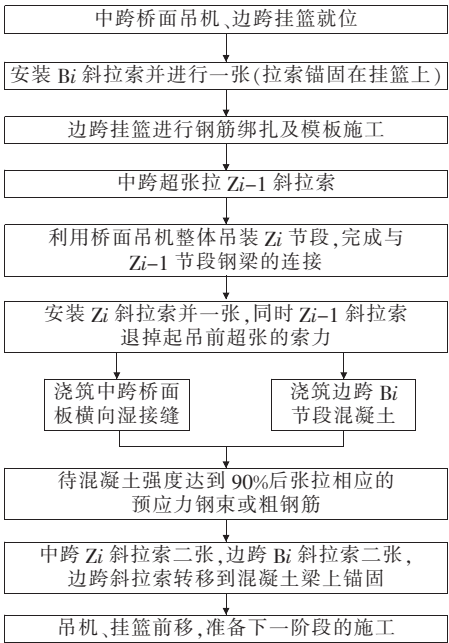 中跨桥面吊机、边跨挂篮就位
安装 Bi 斜拉索并进行一张(拉索锚固在挂篮上)
边跨挂篮进行钢筋绑扎及模板施工
中跨超张拉 Zi-1 斜拉索
利用桥面吊机整体吊装 Zi 节段,完成与
Zi-1 节段钢梁的连接
安装 Zi 斜拉索并一张,同时 Zi-1 斜拉索
退掉起吊前超张的索力
浇筑中跨桥面
板横向湿接缝
浇筑边跨 Bi
节段混凝土
待混凝土强度达到 90%后张拉相应的
预应力钢束或粗钢筋
中跨 Zi 斜拉索二张,边跨 Bi 斜拉索二张,
边跨斜拉索转移到混凝土梁上锚固
吊机、挂篮前移,准备下一阶段的施工